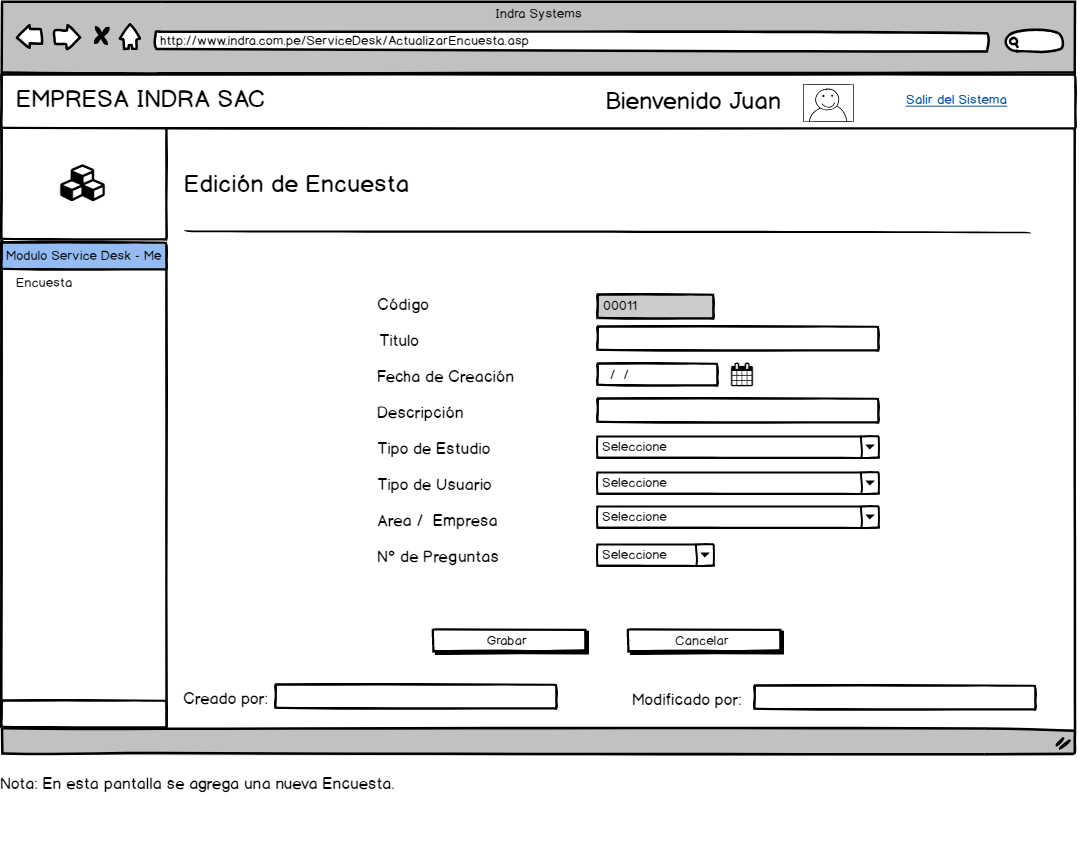 Indra Systems
http://www.indra.com.pe/ServiceDesk/ActualizarEncuesta.asp
EMPRESA INDRA SAC
Bienvenido Juan
Salir del Sistema
Edición de Encuesta
Modulo Service Desk - Me
Encuesta
Código 00011
Titulo
Fecha de Creación / /
Descripción
Tipo de Estudio Seleccione
Tipo de Usuario Seleccione
Area / Empresa Seleccione
N° de Preguntas Seleccione
Grabar Cancelar
Creado por: Modificado por:
Nota: En esta pantalla se agrega una nueva Encuesta.